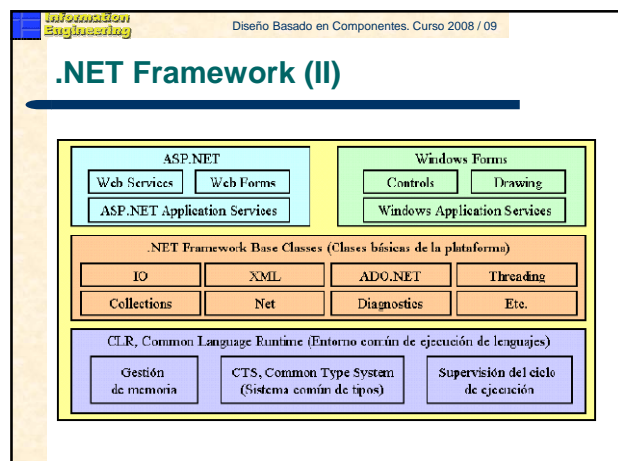 Information
Engineering
Diseño Basado en Componentes. Curso 2008 / 09
.NET Framework (II)
ASP.NET
Web Services
Web Forms
ASP.NET Application Services
Windows Forms
Controls
Drawing
Windows Application Services
.NET Framework Base Classes (Clases básicas de la plataforma)
IO
XML
ADO.NET
Threading
Collections
Net
Diagnostics
Etc.
CLR, Common Language Runtime (Entorno común de ejecución de lenguajes)
Gestión
de memoria
CTS, Common Type System
(Sistema común de tipos)
Supervisión del ciclo
de ejecución